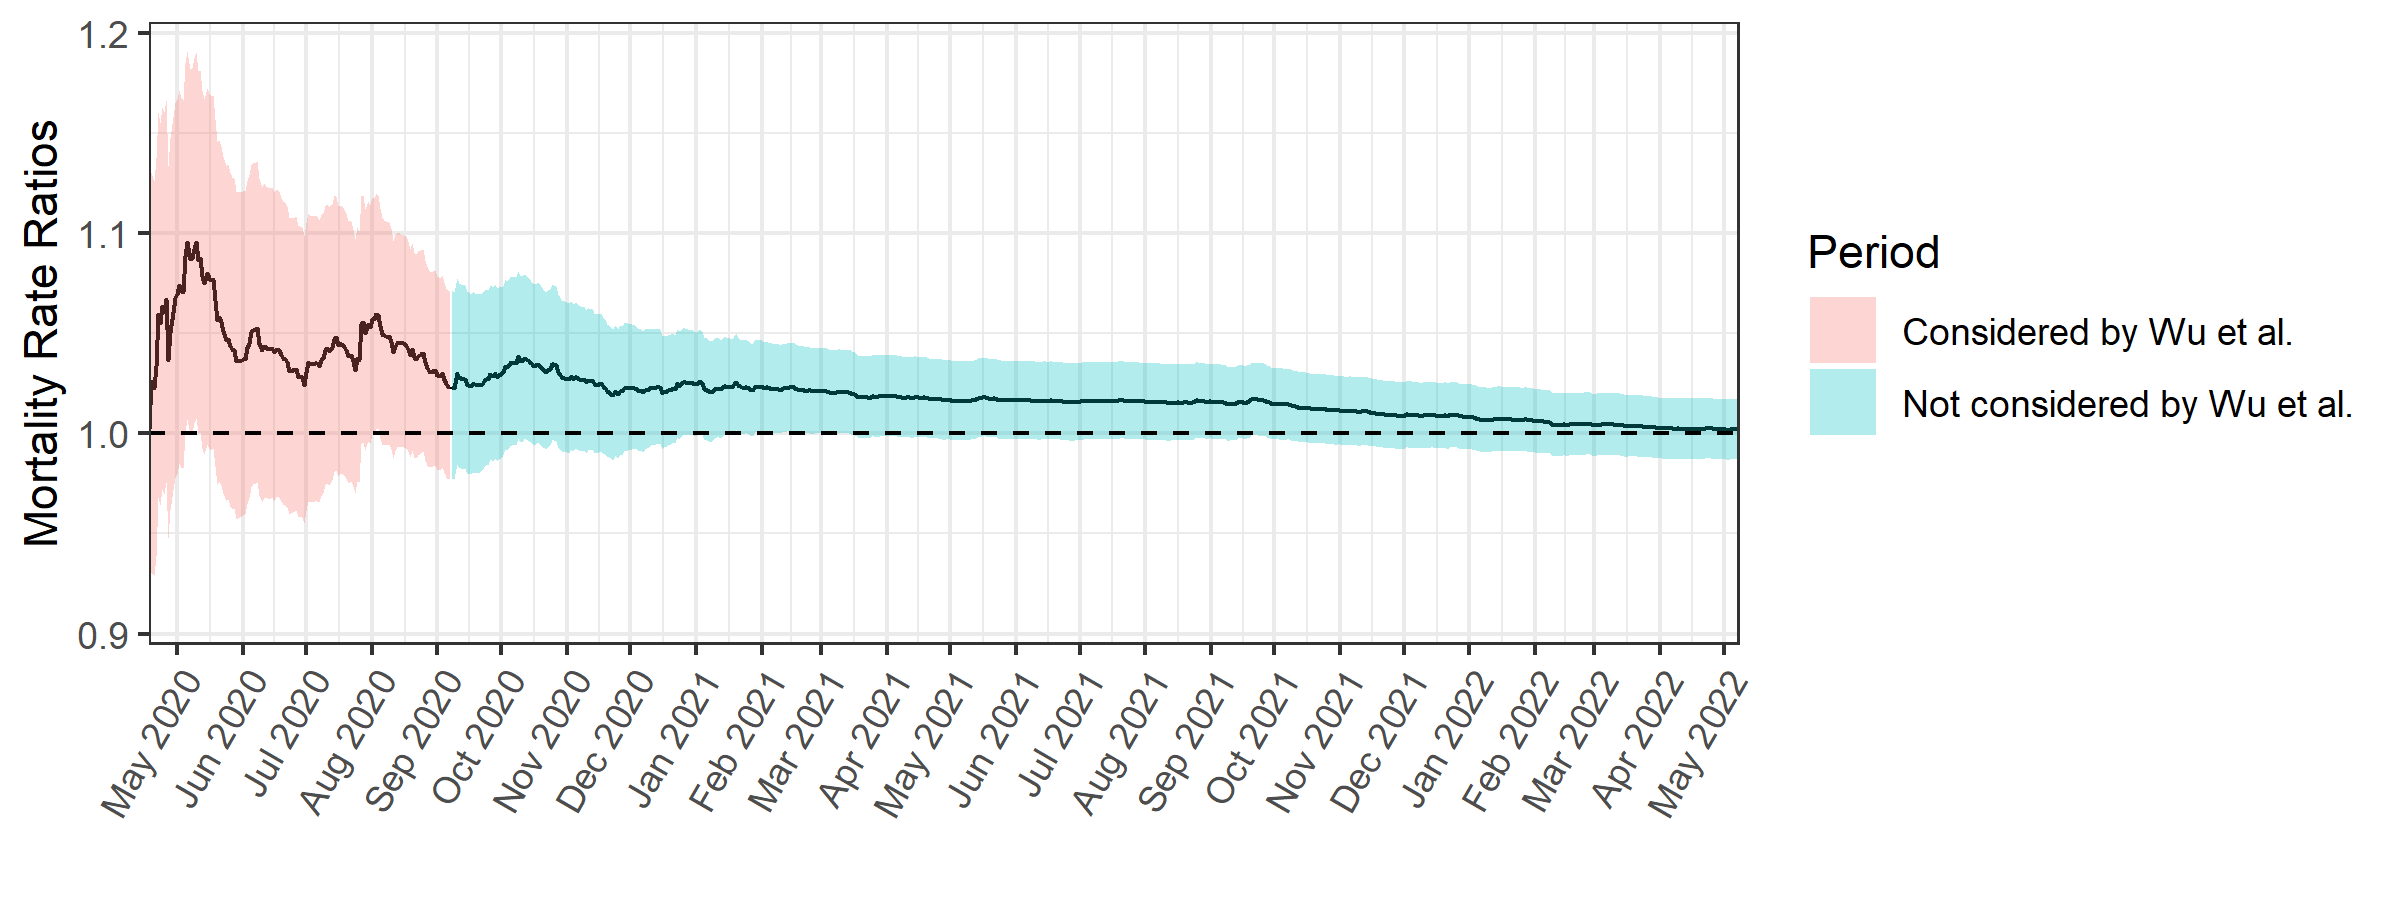 Mortality Rate Ratios
1.2
1.1
1.0
0.9
May 2020
Jun 2020
Jul 2020
Aug 2020
Sep 2020
Oct 2020
Nov 2020
Dec 2020
Jan 2021
Feb 2021
Mar 2021
Apr 2021
May 2021
Jun 2021
Jul 2021
Aug 2021
Sep 2021
Oct 2021
Nov 2021
Dec 2021
Jan 2022
Feb 2022
Mar 2022
Apr 2022
May 2022
Period
Considered by Wu et al.
Not considered by Wu et al.